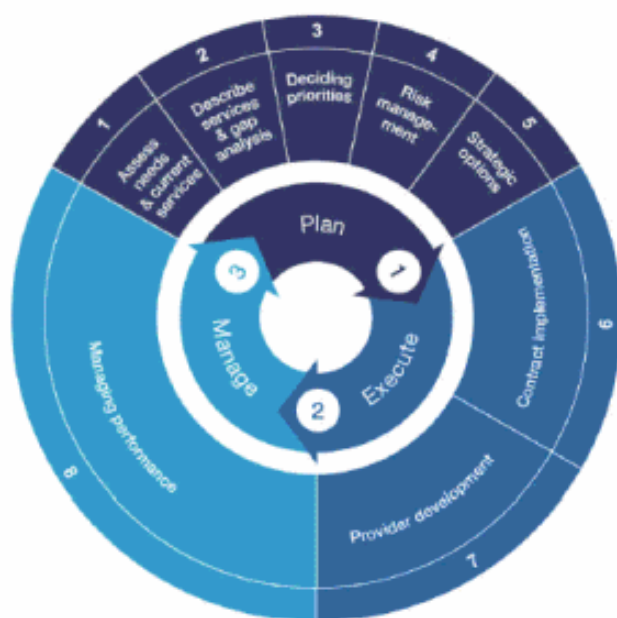 1
Assess
needs
& current
services
2
Describe
services
& gap
analysis
3
Deciding
priorities
4
Risk
manage-
ment
5
Strategic
options
6
Contract implementation
7
Provider development
8
Managing performance
Plan
1
Execute
2
Manage
3